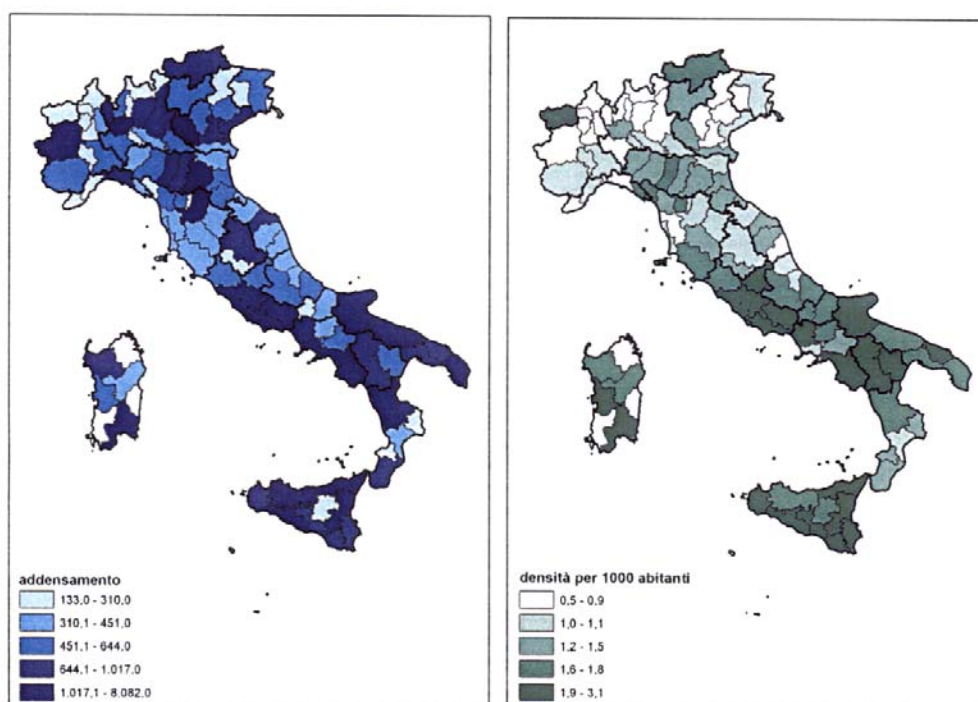 addensamento
133,0 - 310,0
310,1 - 451,0
451,1 - 644,0
644,1 - 1.017,0
1.017,1 - 8.082,0
densità per 1000 abitanti
0,5 - 0,9
1,0 - 1,1
1,2 - 1,5
1,6 - 1,8
1,9 - 3,1